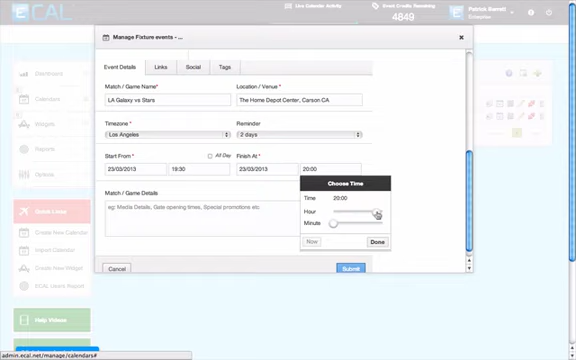 ECAL
Live Calendar Activity
Event Credits Remaining
4849
Patrick Barrett
Enterprise
Manage Fixture events - ...
Dashboard
Calendars
Widgets
Reports
Options
Quick Links
Create New Calendar
Import Calendar
Create New Widget
ECAL Users Report
Help Videos
Event Details
Links
Social
Tags
Match / Game Name*
Location / Venue*
LA Galaxy vs Stars
The Home Depot Center, Carson CA
Timezone *
Reminder
Los Angeles
2 days
Start From *
All Day
Finish At *
23/03/2013
19:30
23/03/2013
20:00
Match / Game Details
eg: Media Details, Gate opening times, Special promotions etc
Choose Time
Time
20:00
Hour
Minute
Now
Done
Cancel
Submit
admin.ecal.net/manage/calendars#